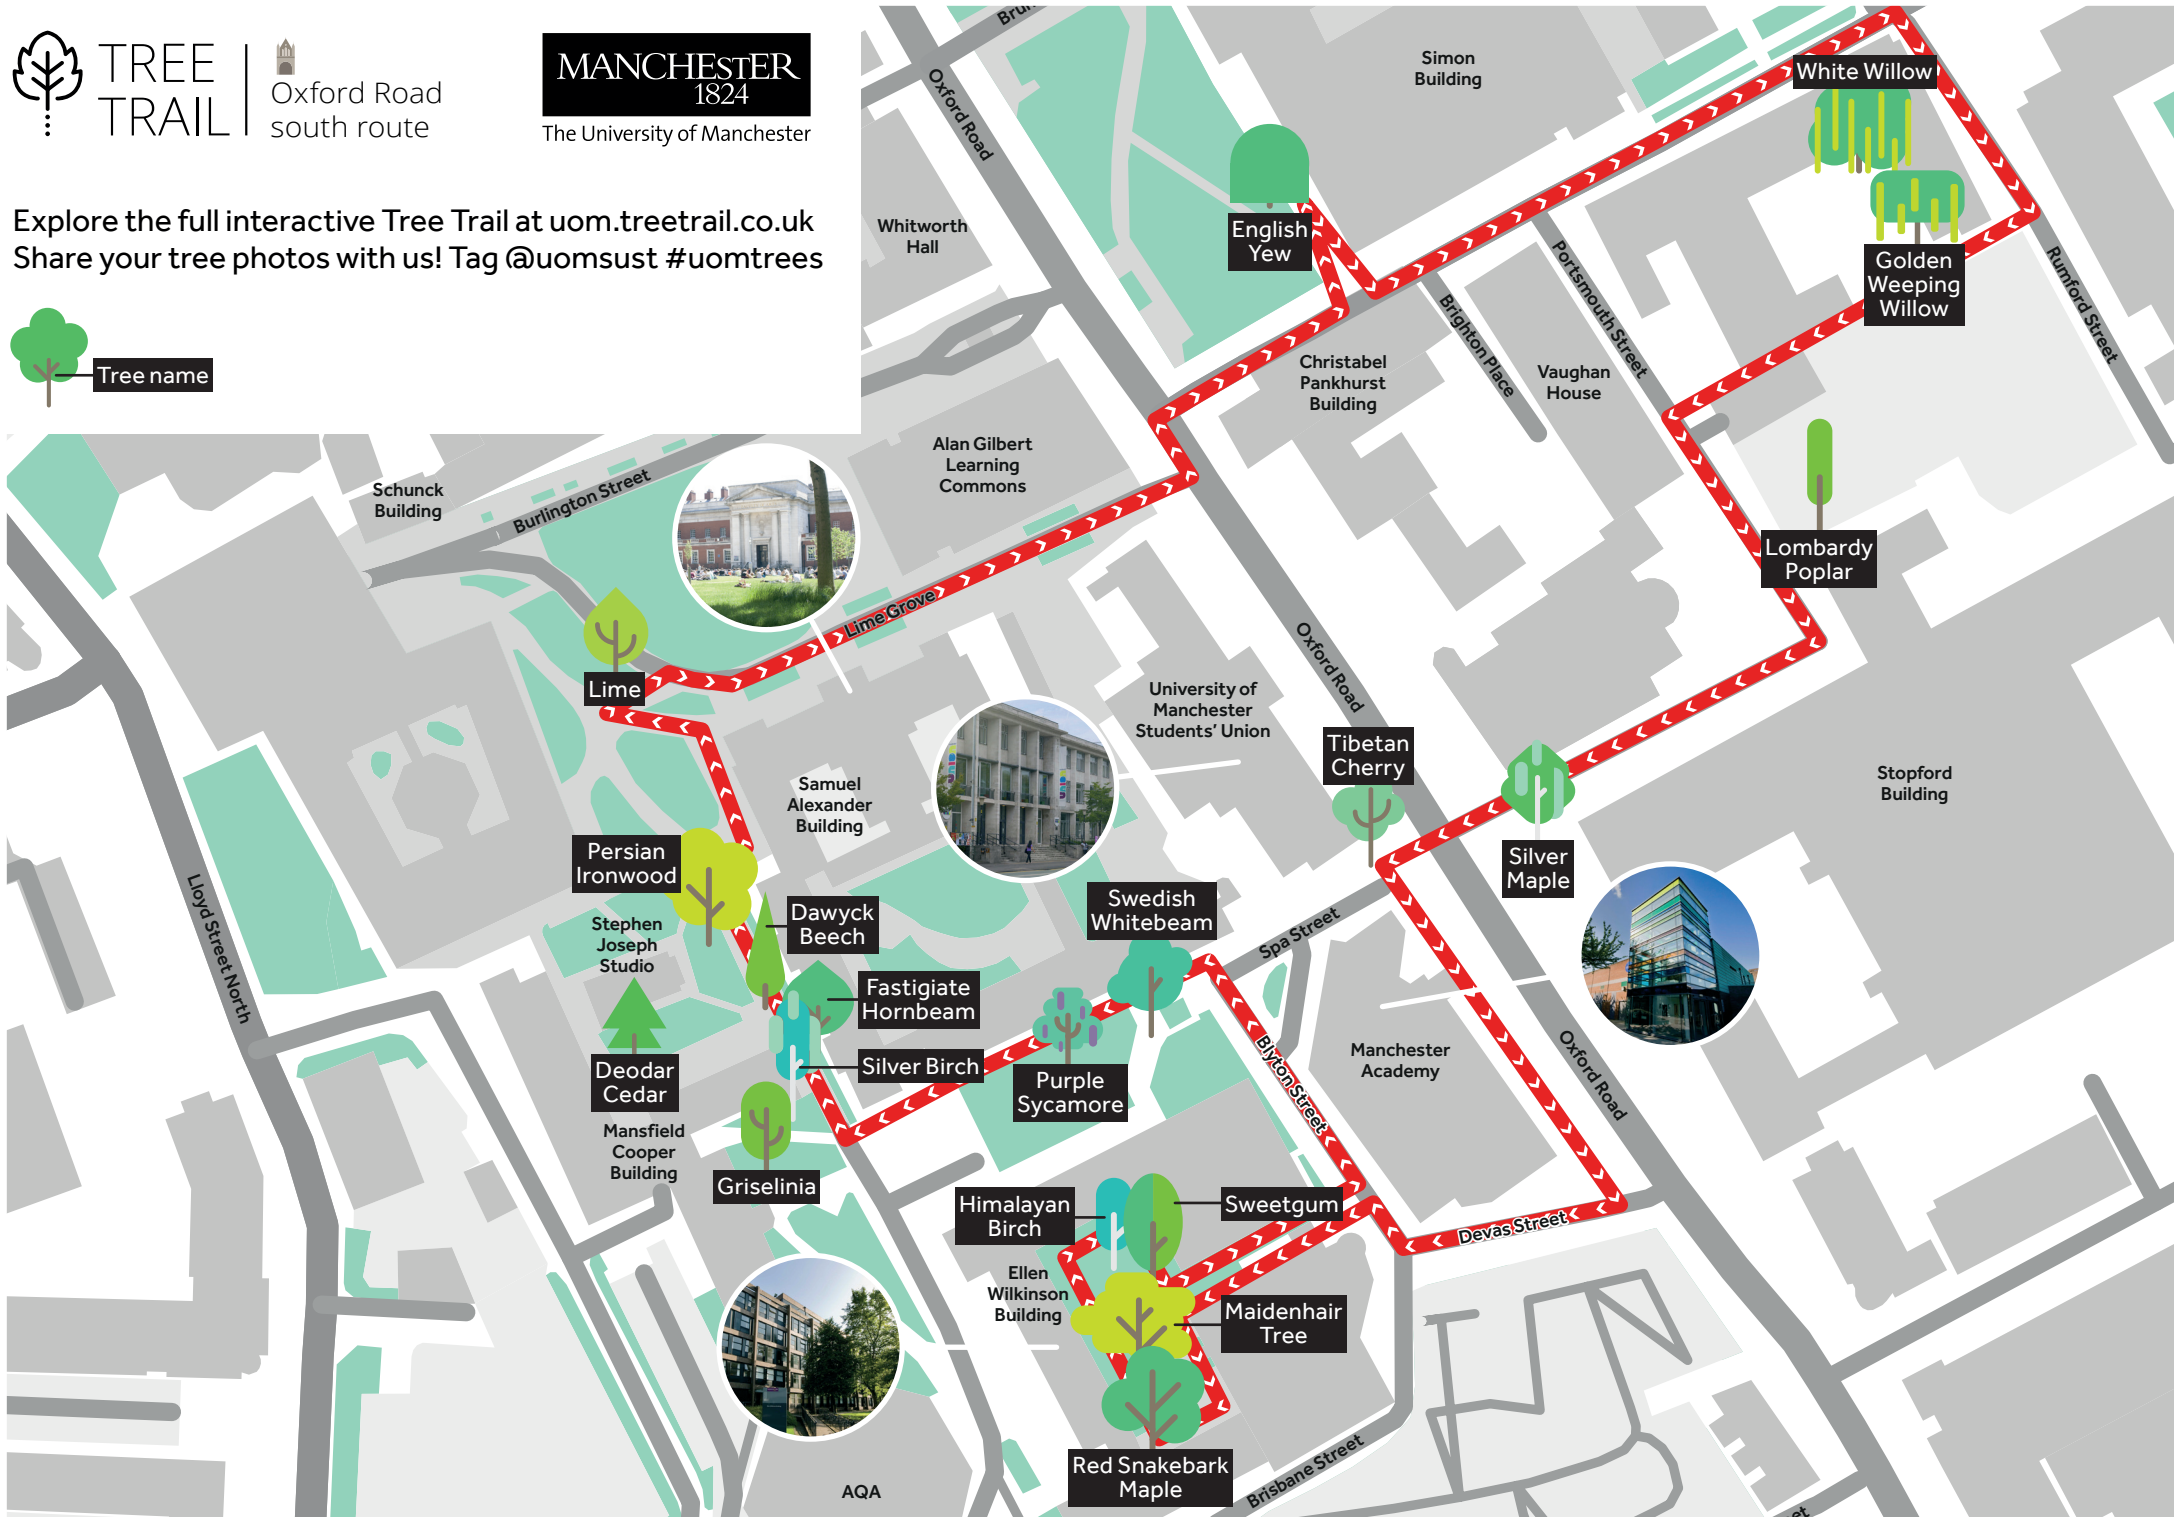 TREE
TRAIL
Oxford Road
south route
MANCHESTER
1824
The University of Manchester
Explore the full interactive Tree Trail at uom.treetrail.co.uk
Share your tree photos with us! Tag @uomsust #uomtrees
Tree name
Oxford Road
Simon
Building
White Willow
Whitworth
Hall
English
Yew
Golden
Weeping
Willow
Portsmouth Street
Rumford Street
Brighton Place
Christabel
Pankhurst
Building
Vaughan
House
Alan Gilbert
Learning
Commons
Schunck
Building
Burlington Street
Lombardy
Poplar
Lime Grove
Lime
Oxford Road
University of
Manchester
Students' Union
Tibetan
Cherry
Samuel
Alexander
Building
Stopford
Building
Silver
Maple
Persian
Ironwood
Dawyck
Beech
Swedish
Whitebeam
Spa Street
Stephen
Joseph
Studio
Lloyd Street North
Fastigiate
Hornbeam
Silver Birch
Deodar
Cedar
Purple
Sycamore
Blyton Street
Manchester
Academy
Oxford Road
Mansfield
Cooper
Building
Griselinia
Himalayan
Birch
Sweetgum
Devas Street
Ellen
Wilkinson
Building
Maidenhair
Tree
Red Snakebark
Maple
Brisbane Street
AQA